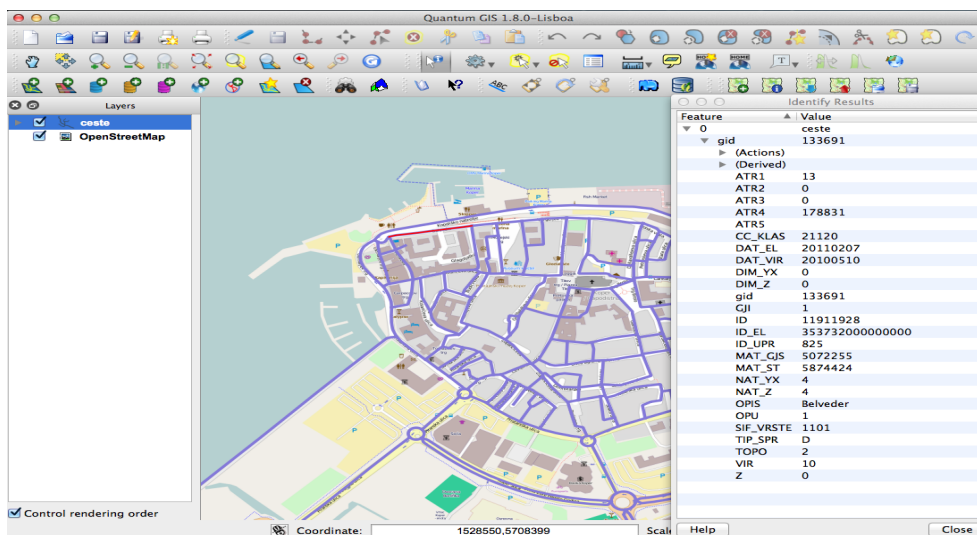 Quantum GIS 1.8.0-Lisboa
Layers
ceste
OpenStreetMap
Control rendering order
Identify Results
Feature Value
0 ceste
gid 133691
(Actions)
(Derived)
ATR1 13
ATR2 0
ATR3 0
ATR4 178831
ATR5
CC_KLAS 21120
DAT_EL 20110207
DAT_VIR 20100510
DIM_YX 0
DIM_Z 0
gid 133691
GJI 1
ID 11911928
ID_EL 353732000000000
ID_UPR 825
MAT_GJS 5072255
MAT_ST 5874424
NAT_YX 4
NAT_Z 4
OPIS Belveder
OPU 1
SIF_VRSTE 1101
TIP_SPR D
TOPO 2
VIR 10
Z 0
Coordinate: 1528550,5708399 Scale
Help Close